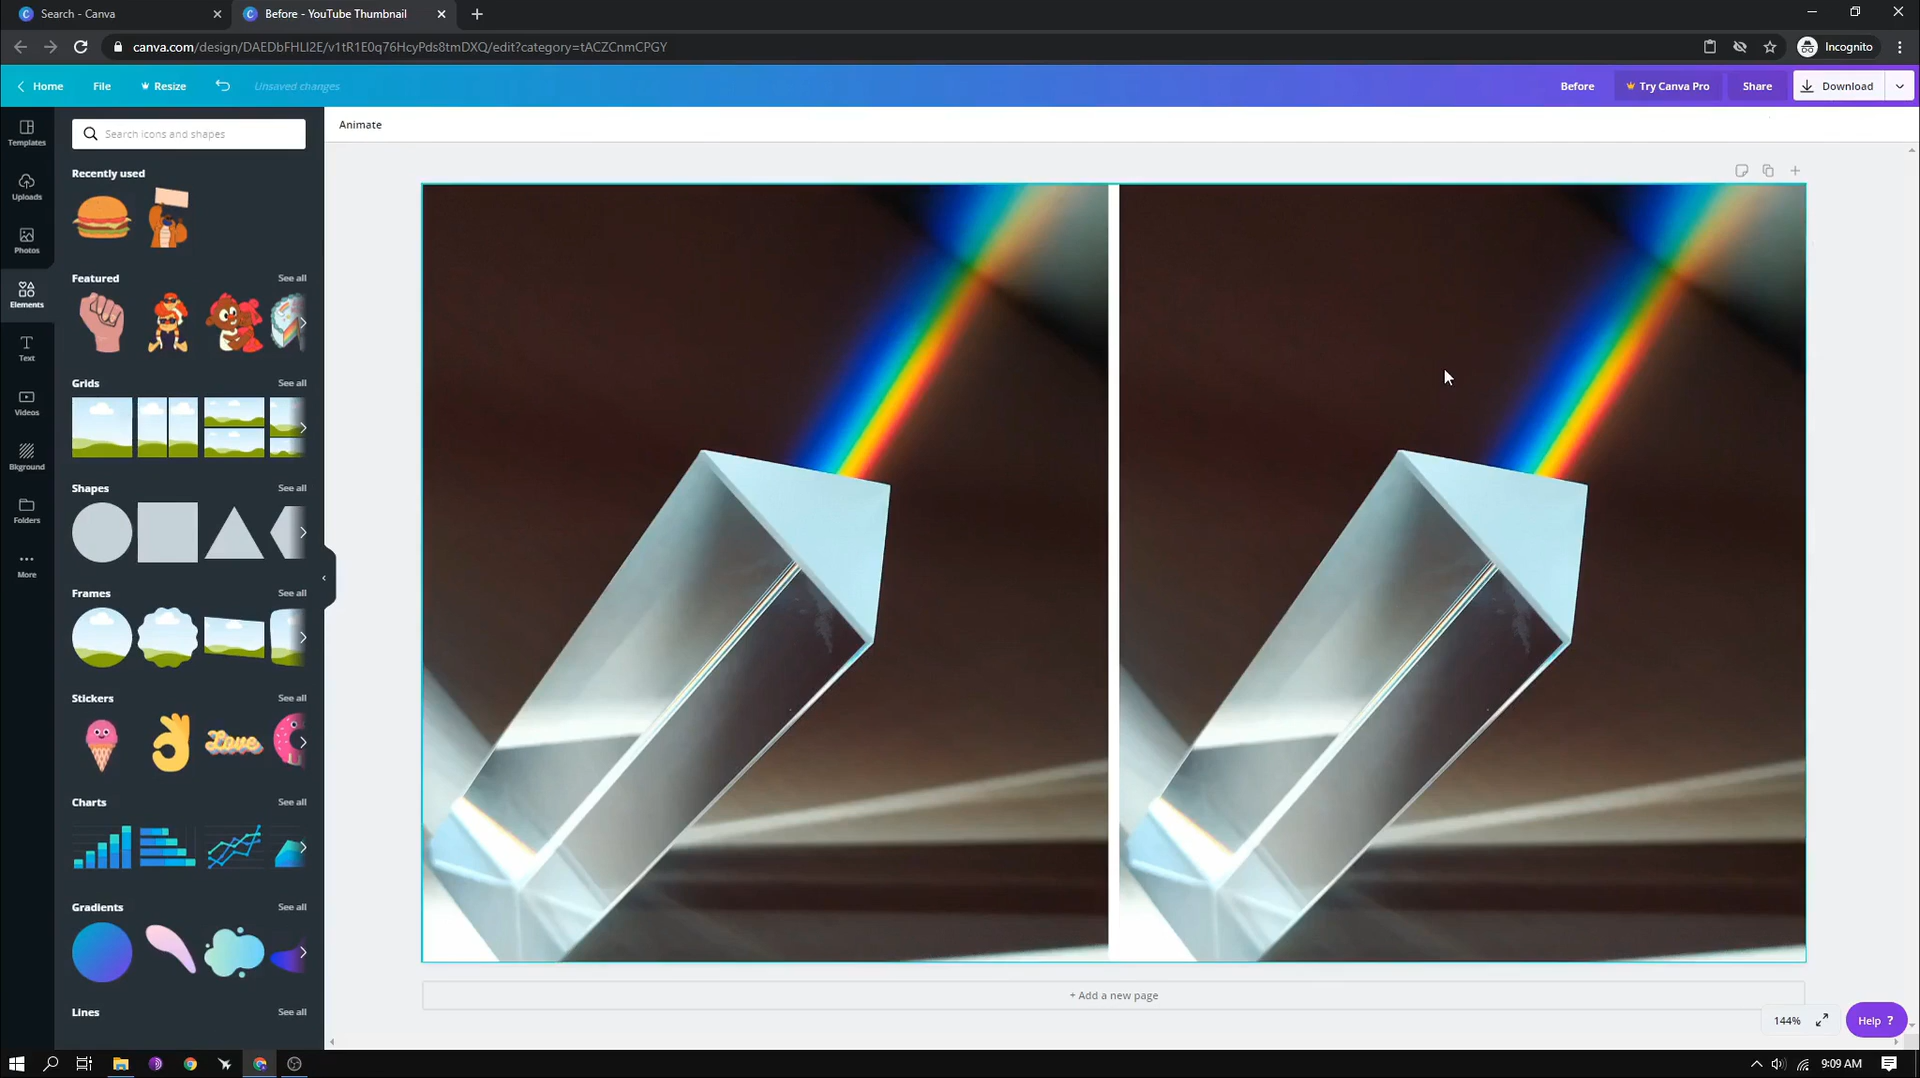 Search - Canva
Before - YouTube Thumbnail
canva.com/design/DAEDbFHLI2E/v1tR1E0q76HcyPds8tmDXQ/edit?category=tACZCnmCPGY
Incognito
Home
File
Resize
Unsaved changes
Before
Try Canva Pro
Share
Download
Templates
Uploads
Photos
Elements
Text
Videos
Bkground
Folders
More
Search icons and shapes
Recently used
Featured
See all
Grids
See all
Shapes
See all
Frames
See all
Stickers
See all
Love
Charts
See all
Gradients
See all
Lines
See all
Animate
+ Add a new page
144%
Help ?
9:09 AM